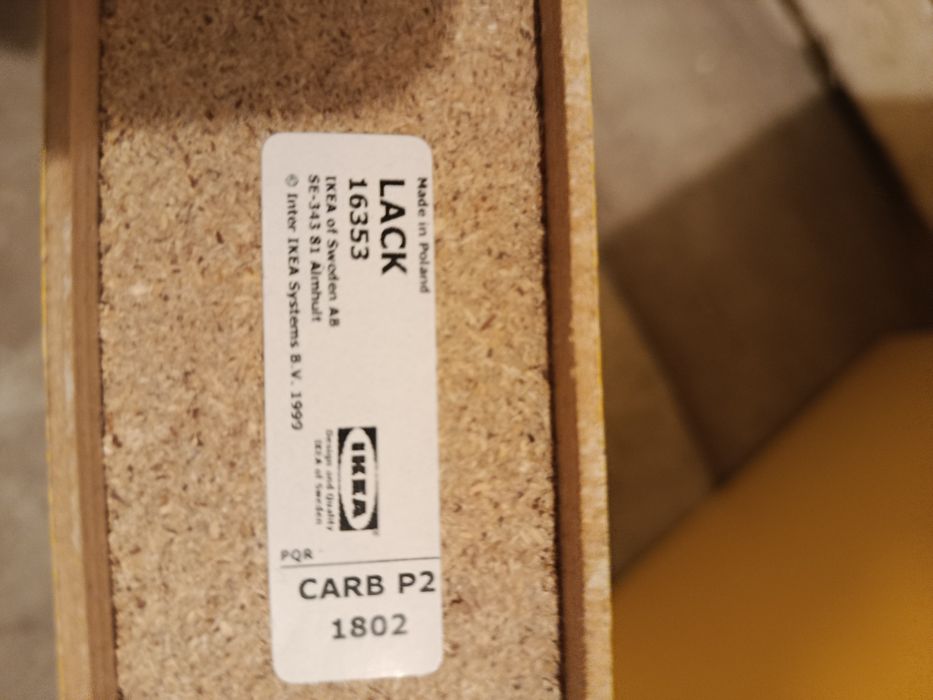 Made in Poland
LACK
16353
IKEA of Sweden AB
SE-343 81 Älmhult
© Inter IKEA Systems B.V. 1999
IKEA
Design and Quality
IKEA of Sweden
PQR
CARB P2
1802